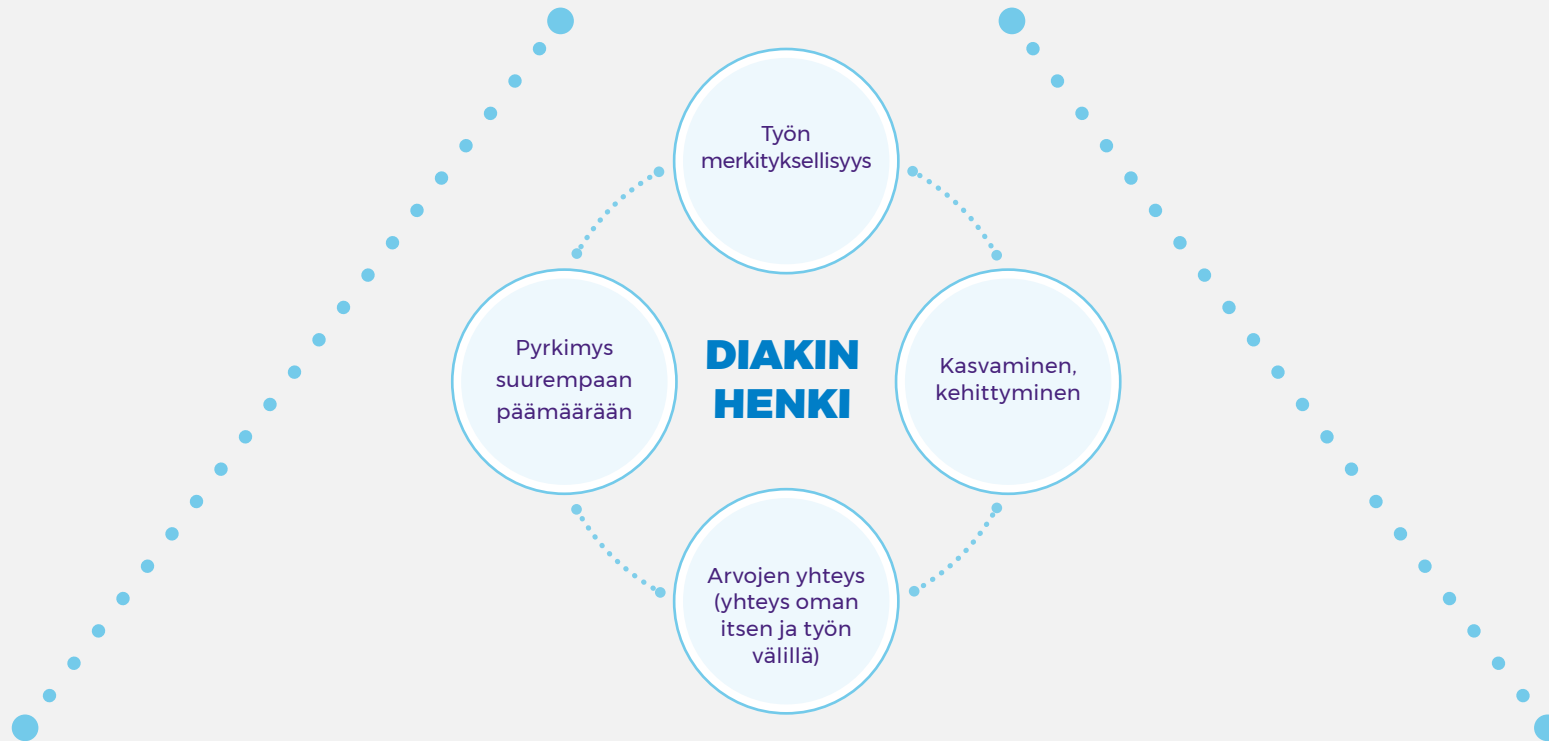 Työn
merkityksellisyys
Pyrkimys
suurempaan
päämäärään
DIAKIN
HENKI
Kasvaminen,
kehittyminen
Arvojen yhteys
(yhteys oman
itsen ja työn
välillä)